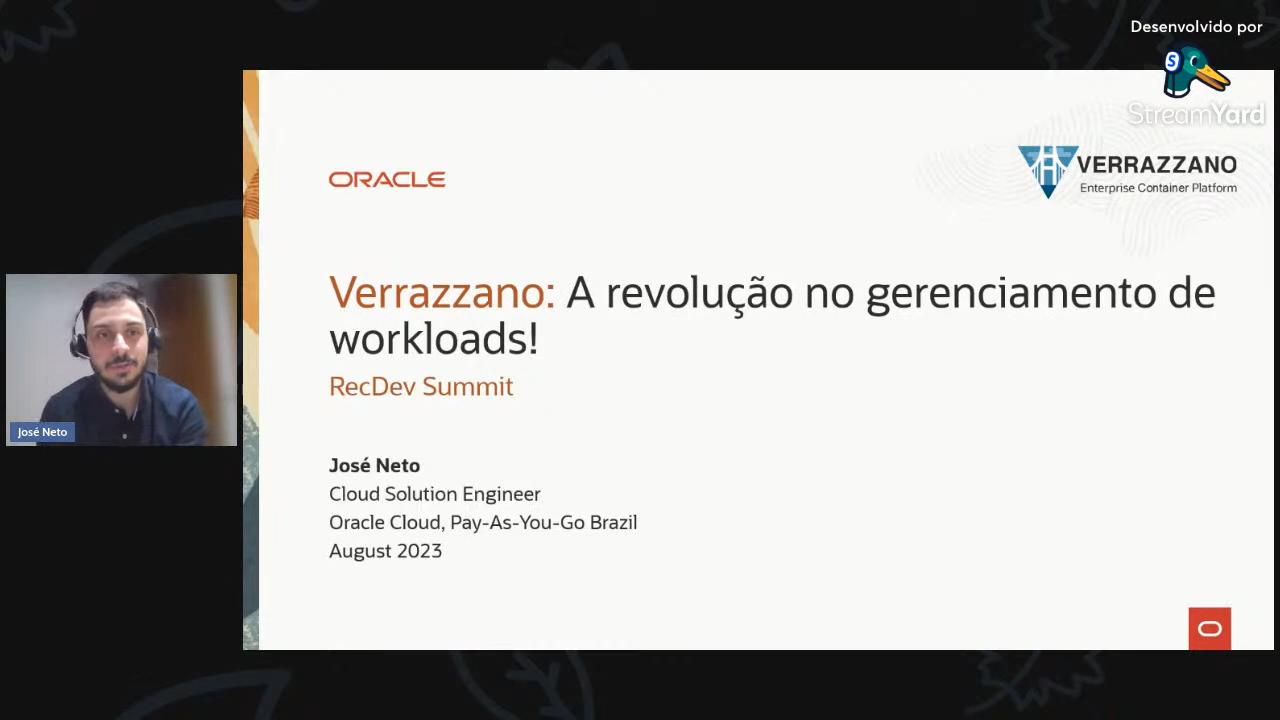 Desenvolvido por
StreamYard
ORACLE
VERRAZZANO
Enterprise Container Platform
Verrazzano: A revolução no gerenciamento de
workloads!
RecDev Summit
José Neto
José Neto
Cloud Solution Engineer
Oracle Cloud, Pay-As-You-Go Brazil
August 2023